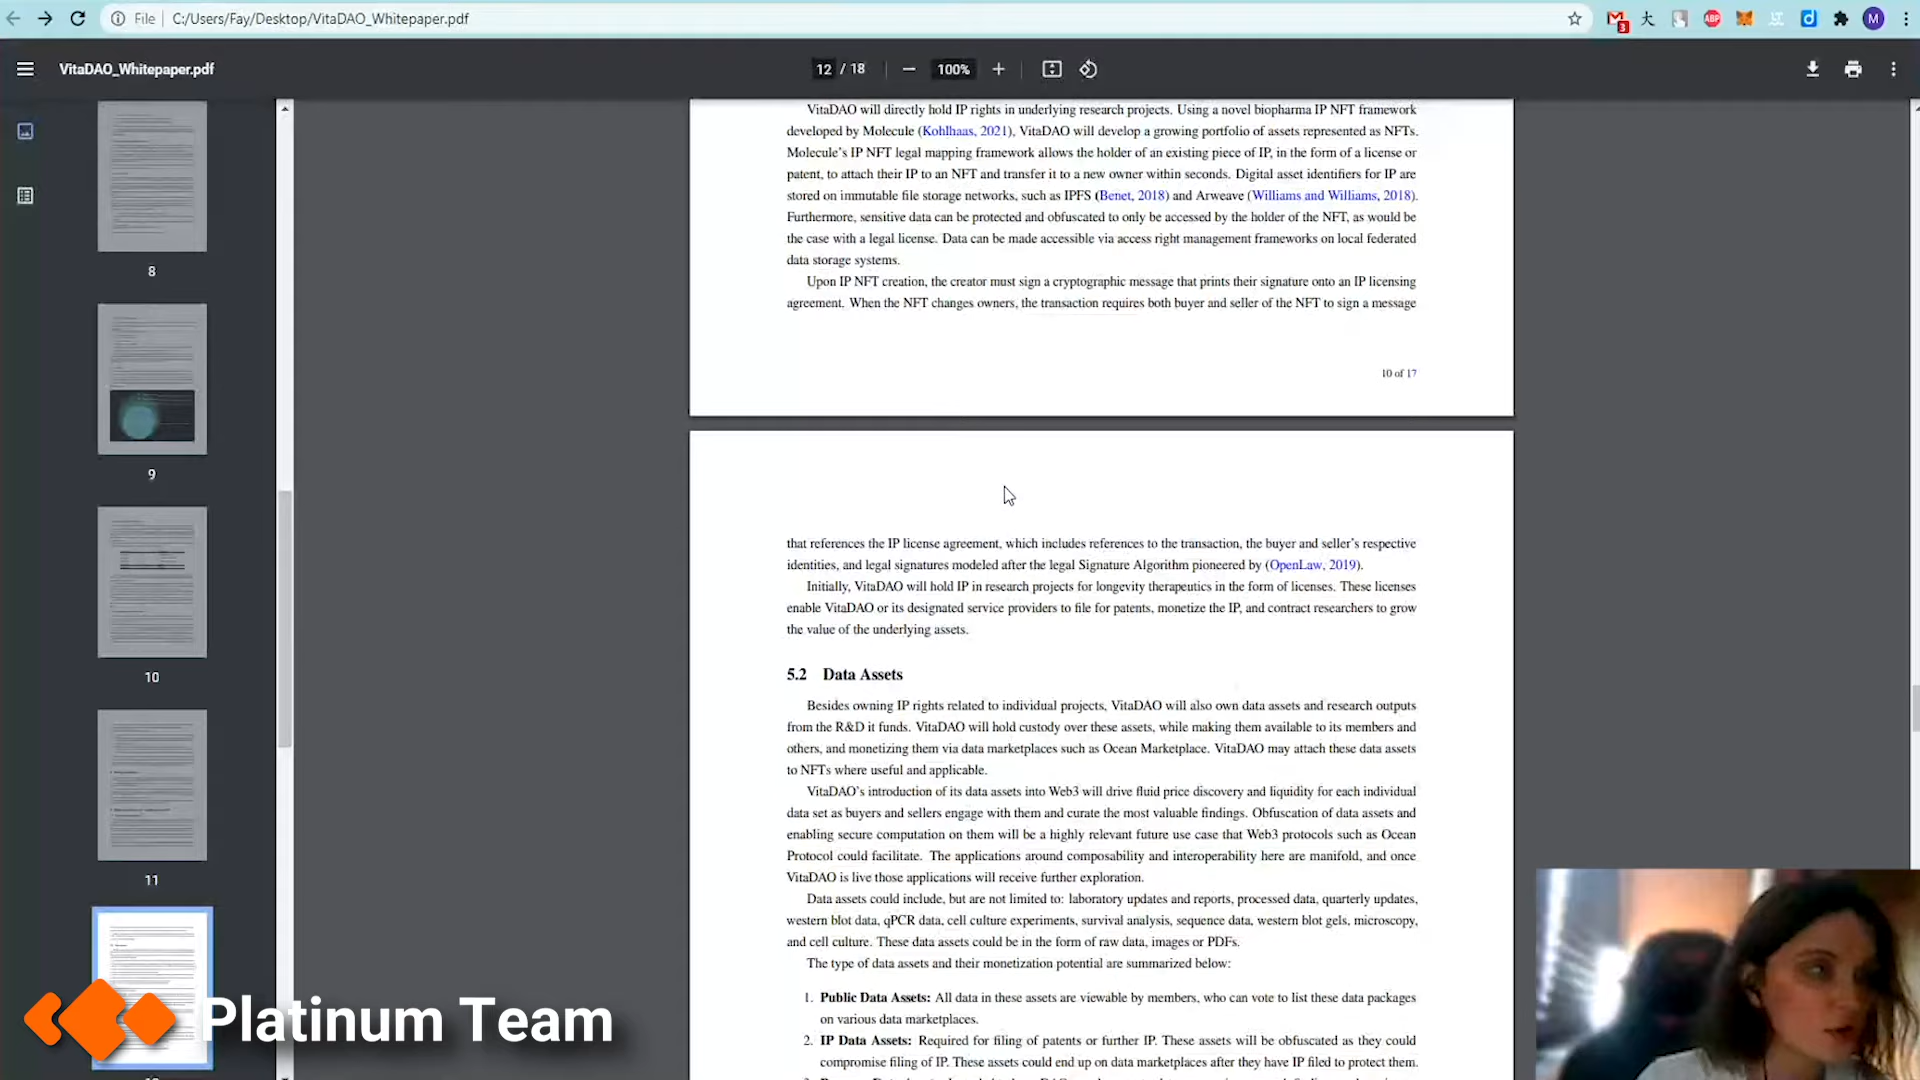 File | C:/Users/Fay/Desktop/VitaDAO_Whitepaper.pdf
3
ABP
M
VitaDAO_Whitepaper.pdf
12 / 18
100%
8
9
10
11
VitaDAO will directly hold IP rights in underlying research projects. Using a novel biopharma IP NFT framework
developed by Molecule (Kohlhaas, 2021), VitaDAO will develop a growing portfolio of assets represented as NFTs.
Molecule's IP NFT legal mapping framework allows the holder of an existing piece of IP, in the form of a license or
patent, to attach their IP to an NFT and transfer it to a new owner within seconds. Digital asset identifiers for IP are
stored on immutable file storage networks, such as IPFS (Benet, 2018) and Arweave (Williams and Williams, 2018).
Furthermore, sensitive data can be protected and obfuscated to only be accessed by the holder of the NFT, as would be
the case with a legal license. Data can be made accessible via access right management frameworks on local federated
data storage systems.
Upon IP NFT creation, the creator must sign a cryptographic message that prints their signature onto an IP licensing
agreement. When the NFT changes owners, the transaction requires both buyer and seller of the NFT to sign a message
10 of 17
that references the IP license agreement, which includes references to the transaction, the buyer and seller's respective
identities, and legal signatures modeled after the legal Signature Algorithm pioneered by (OpenLaw, 2019).
Initially, VitaDAO will hold IP in research projects for longevity therapeutics in the form of licenses. These licenses
enable VitaDAO or its designated service providers to file for patents, monetize the IP, and contract researchers to grow
the value of the underlying assets.
5.2 Data Assets
Besides owning IP rights related to individual projects, VitaDAO will also own data assets and research outputs
from the R&D it funds. VitaDAO will hold custody over these assets, while making them available to its members and
others, and monetizing them via data marketplaces such as Ocean Marketplace. VitaDAO may attach these data assets
to NFTs where useful and applicable.
VitaDAO's introduction of its data assets into Web3 will drive fluid price discovery and liquidity for each individual
data set as buyers and sellers engage with them and curate the most valuable findings. Obfuscation of data assets and
enabling secure computation on them will be a highly relevant future use case that Web3 protocols such as Ocean
Protocol could facilitate. The applications around composability and interoperability here are manifold, and once
VitaDAO is live those applications will receive further exploration.
Data assets could include, but are not limited to: laboratory updates and reports, processed data, quarterly updates,
western blot data, qPCR data, cell culture experiments, survival analysis, sequence data, western blot gels, microscopy,
and cell culture. These data assets could be in the form of raw data, images or PDFs.
The type of data assets and their monetization potential are summarized below:
1. Public Data Assets: All data in these assets are viewable by members, who can vote to list these data packages
on various data marketplaces.
2. IP Data Assets: Required for filing of patents or further IP. These assets will be obfuscated as they could
compromise filing of IP. These assets could end up on data marketplaces after they have IP filed to protect them.
Platinum Team